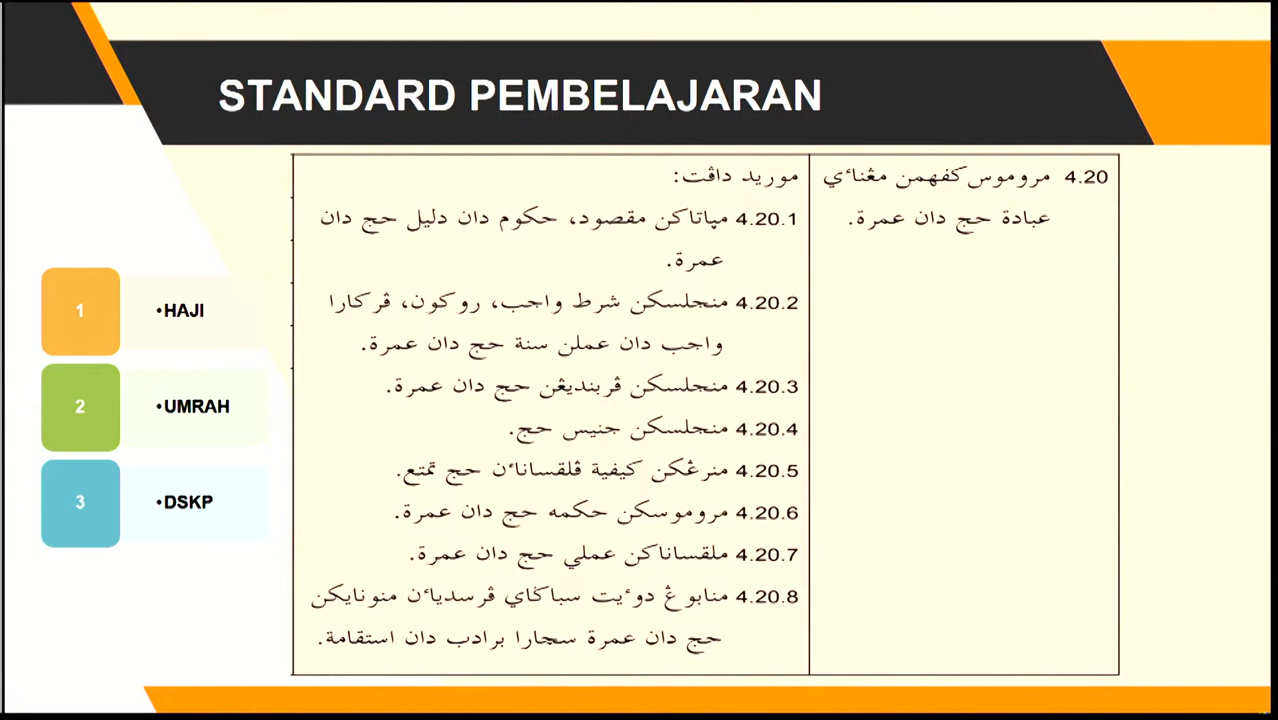 STANDARD PEMBELAJARAN
4.20 مروموس كفهمن مڠناءي
عبادة حج دان عمرة.
موريد داڤت:
4.20.1 مڽاتاكن مقصود، حكوم دان دليل حج دان
عمرة.
4.20.2 منجلسكن شرط واجب، روكون، ڤركارا
واجب دان عملن سنة حج دان عمرة.
4.20.3 منجلسكن ڤربنديڠن حج دان عمرة.
4.20.4 منجلسكن جنيس حج.
4.20.5 منرڠكن كيفية ڤلقساناءن حج تمتع.
4.20.6 مروموسكن حكمه حج دان عمرة.
4.20.7 ملقساناكن عملي حج دان عمرة.
4.20.8 منابوڠ دوءيت سباݢاي ڤرسدياءن منونايكن
حج دان عمرة سچارا برادب دان استقامة.
1
•HAJI
2
•UMRAH
3
•DSKP